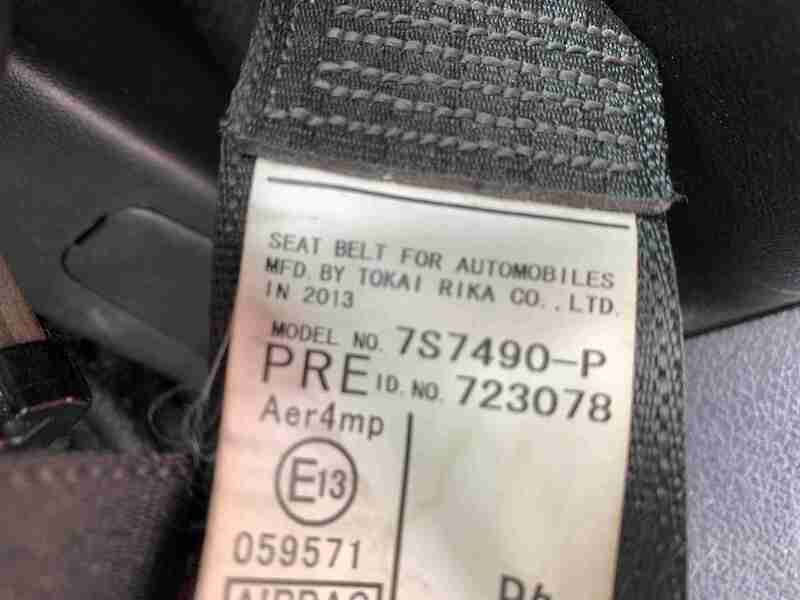 SEAT BELT FOR AUTOMOBILES
MFD. BY TOKAI RIKA CO., LTD.
IN 2013
MODEL NO. 7S7490-P
PRE ID. NO. 723078
Aer4mp
E13
059571
AIRBAG